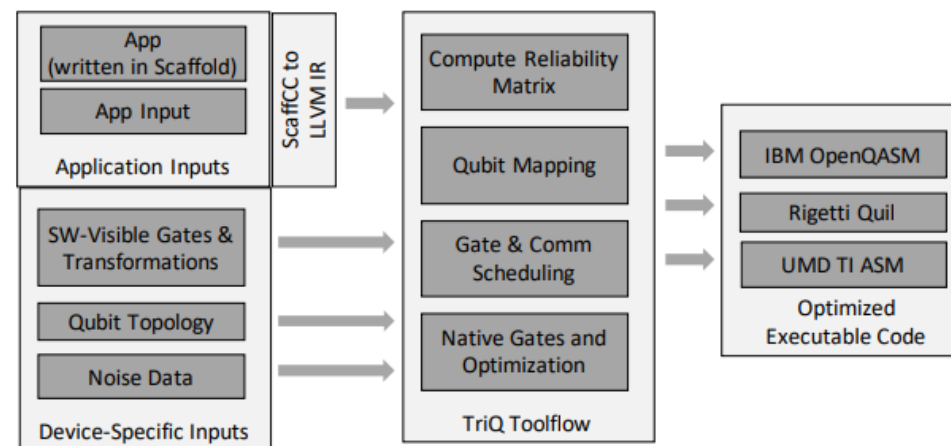 App
(written in Scaffold)
App Input
Application Inputs
ScaffCC to
LLVM IR
SW-Visible Gates &
Transformations
Qubit Topology
Noise Data
Device-Specific Inputs
Compute Reliability
Matrix
Qubit Mapping
Gate & Comm
Scheduling
Native Gates and
Optimization
TriQ Toolflow
IBM OpenQASM
Rigetti Quil
UMD TI ASM
Optimized
Executable Code